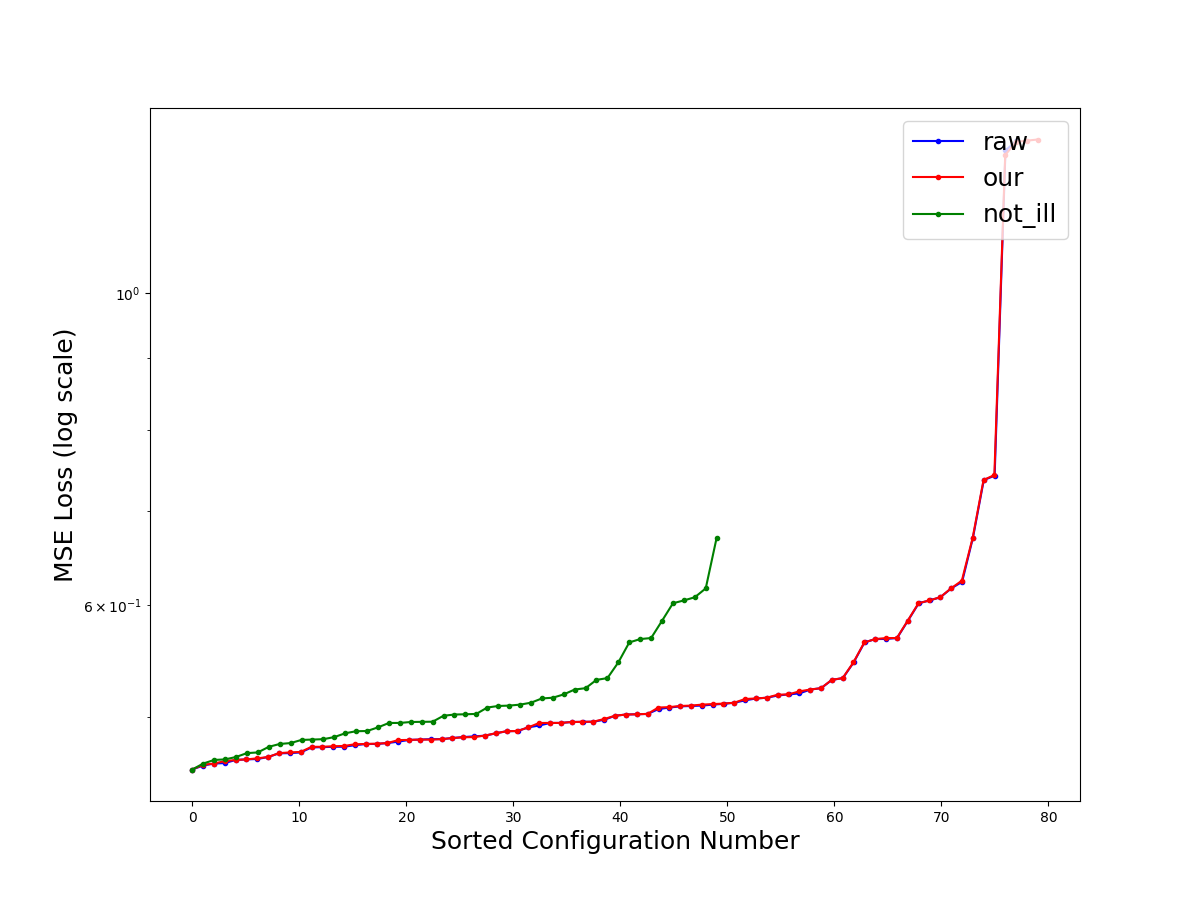 raw
our
not_ill
10⁰
6 × 10⁻¹
MSE Loss (log scale)
0 10 20 30 40 50 60 70 80
Sorted Configuration Number